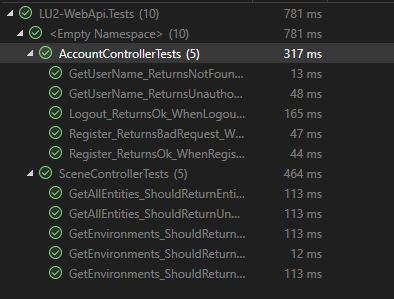 LU2-WebApi.Tests (10) 781 ms
<Empty Namespace> (10) 781 ms
AccountControllerTests (5) 317 ms
GetUserName_ReturnsNotFoun... 13 ms
GetUserName_ReturnsUnautho... 48 ms
Logout_ReturnsOk_WhenLogou... 165 ms
Register_ReturnsBadRequest_W... 47 ms
Register_ReturnsOk_WhenRegis... 44 ms
SceneControllerTests (5) 464 ms
GetAllEntities_ShouldReturnEnti... 113 ms
GetAllEntities_ShouldReturnUn... 113 ms
GetEnvironments_ShouldReturn... 113 ms
GetEnvironments_ShouldReturn... 12 ms
GetEnvironments_ShouldReturn... 113 ms